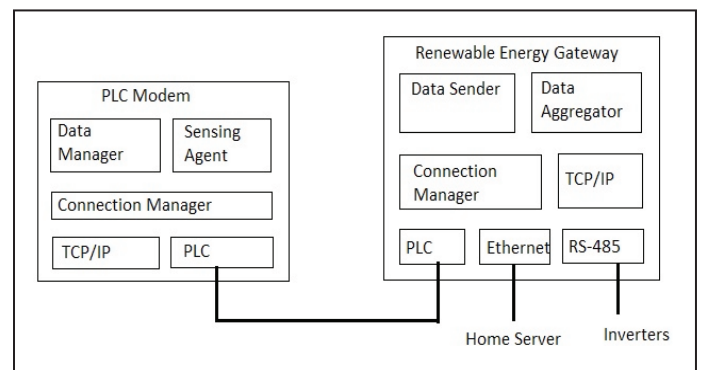 PLC Modem
Data
Manager
Sensing
Agent
Connection Manager
TCP/IP
PLC
Renewable Energy Gateway
Data Sender
Data
Aggregator
Connection
Manager
TCP/IP
PLC
Ethernet
RS-485
Home Server
Inverters